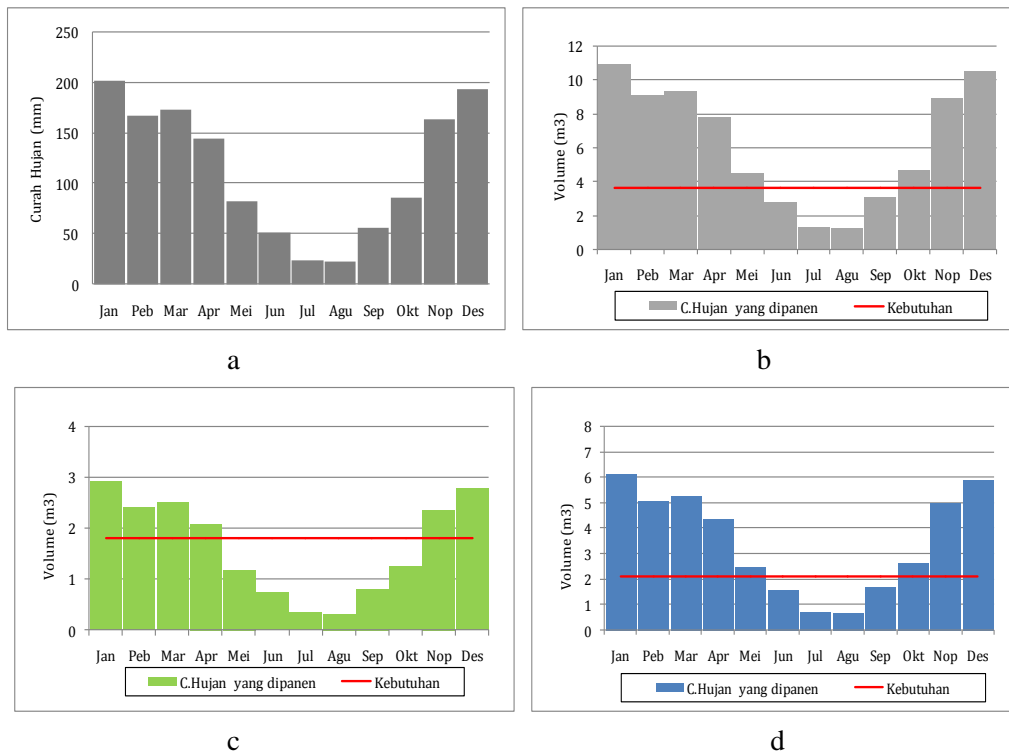 250
200
150
100
50
0
Curah Hujan (mm)
Jan Peb Mar Apr Mei Jun Jul Agu Sep Okt Nop Des
a
12
10
8
6
4
2
0
Volume (m3)
Jan Peb Mar Apr Mei Jun Jul Agu Sep Okt Nop Des
C.Hujan yang dipanen Kebutuhan
b
4
3
2
1
0
Volume (m3)
Jan Peb Mar Apr Mei Jun Jul Agu Sep Okt Nop Des
C.Hujan yang dipanen Kebutuhan
c
8
7
6
5
4
3
2
1
0
Volume (m3)
Jan Peb Mar Apr Mei Jun Jul Agu Sep Okt Nop Des
C.Hujan yang dipanen Kebutuhan
d